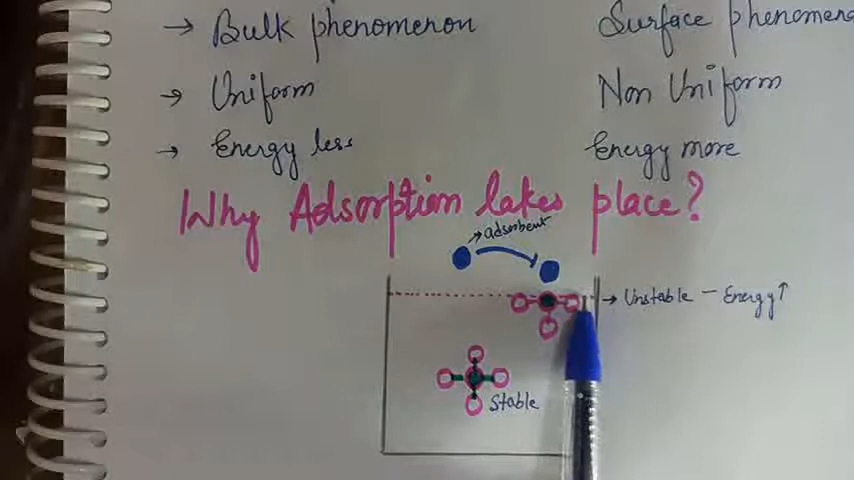 → Bulk phenomenon Surface phenomena
→ Uniform Non Uniform
→ Energy less Energy more
Why Adsorption takes place?
→ adsorbent
→ Unstable - Energy↑
Stable